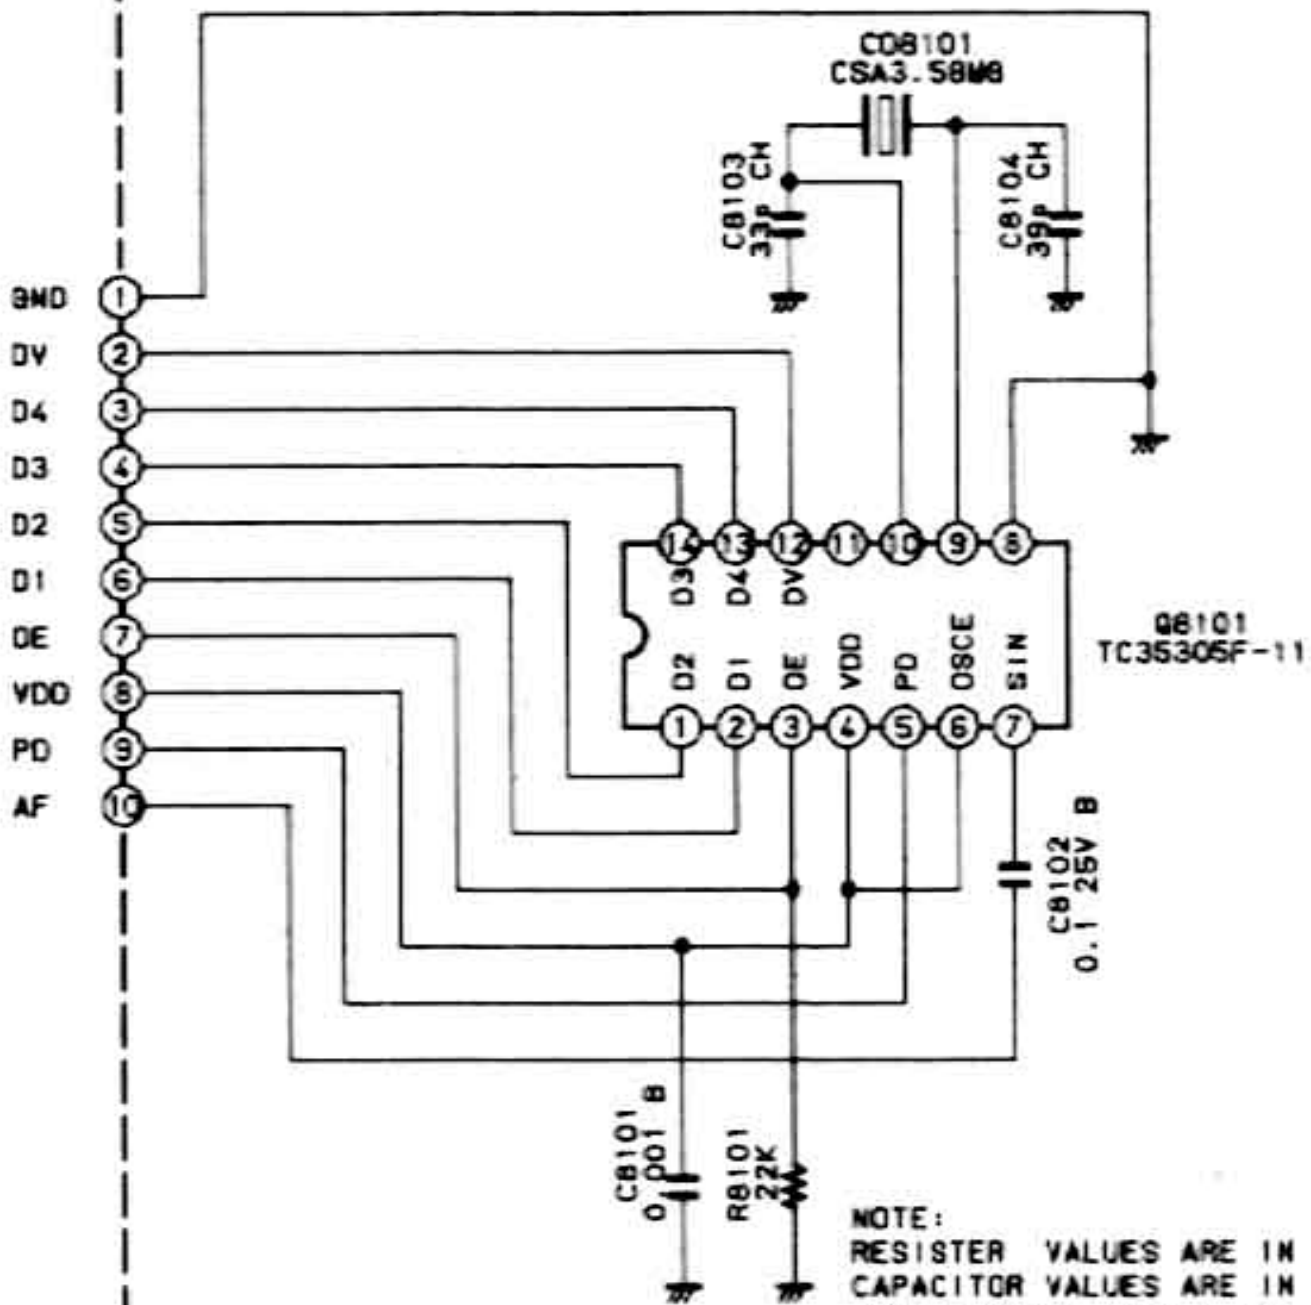 CO8101
CSA3.58MG
C8103
33p CH
C8104
39p CH
GND 1
DV 2
D4 3
D3 4
D2 5
D1 6
OE 7
VDD 8
PD 9
AF 10
14 13 12 11 10 9 8
D3 D4 DV
D2 D1 OE VDD PD OSCE SIN
1 2 3 4 5 6 7
Q8101
TC35305F-11
C8102
0.1 25V B
C8101
0.001 B
R8101
22K
NOTE:
RESISTER VALUES ARE IN
CAPACITOR VALUES ARE IN